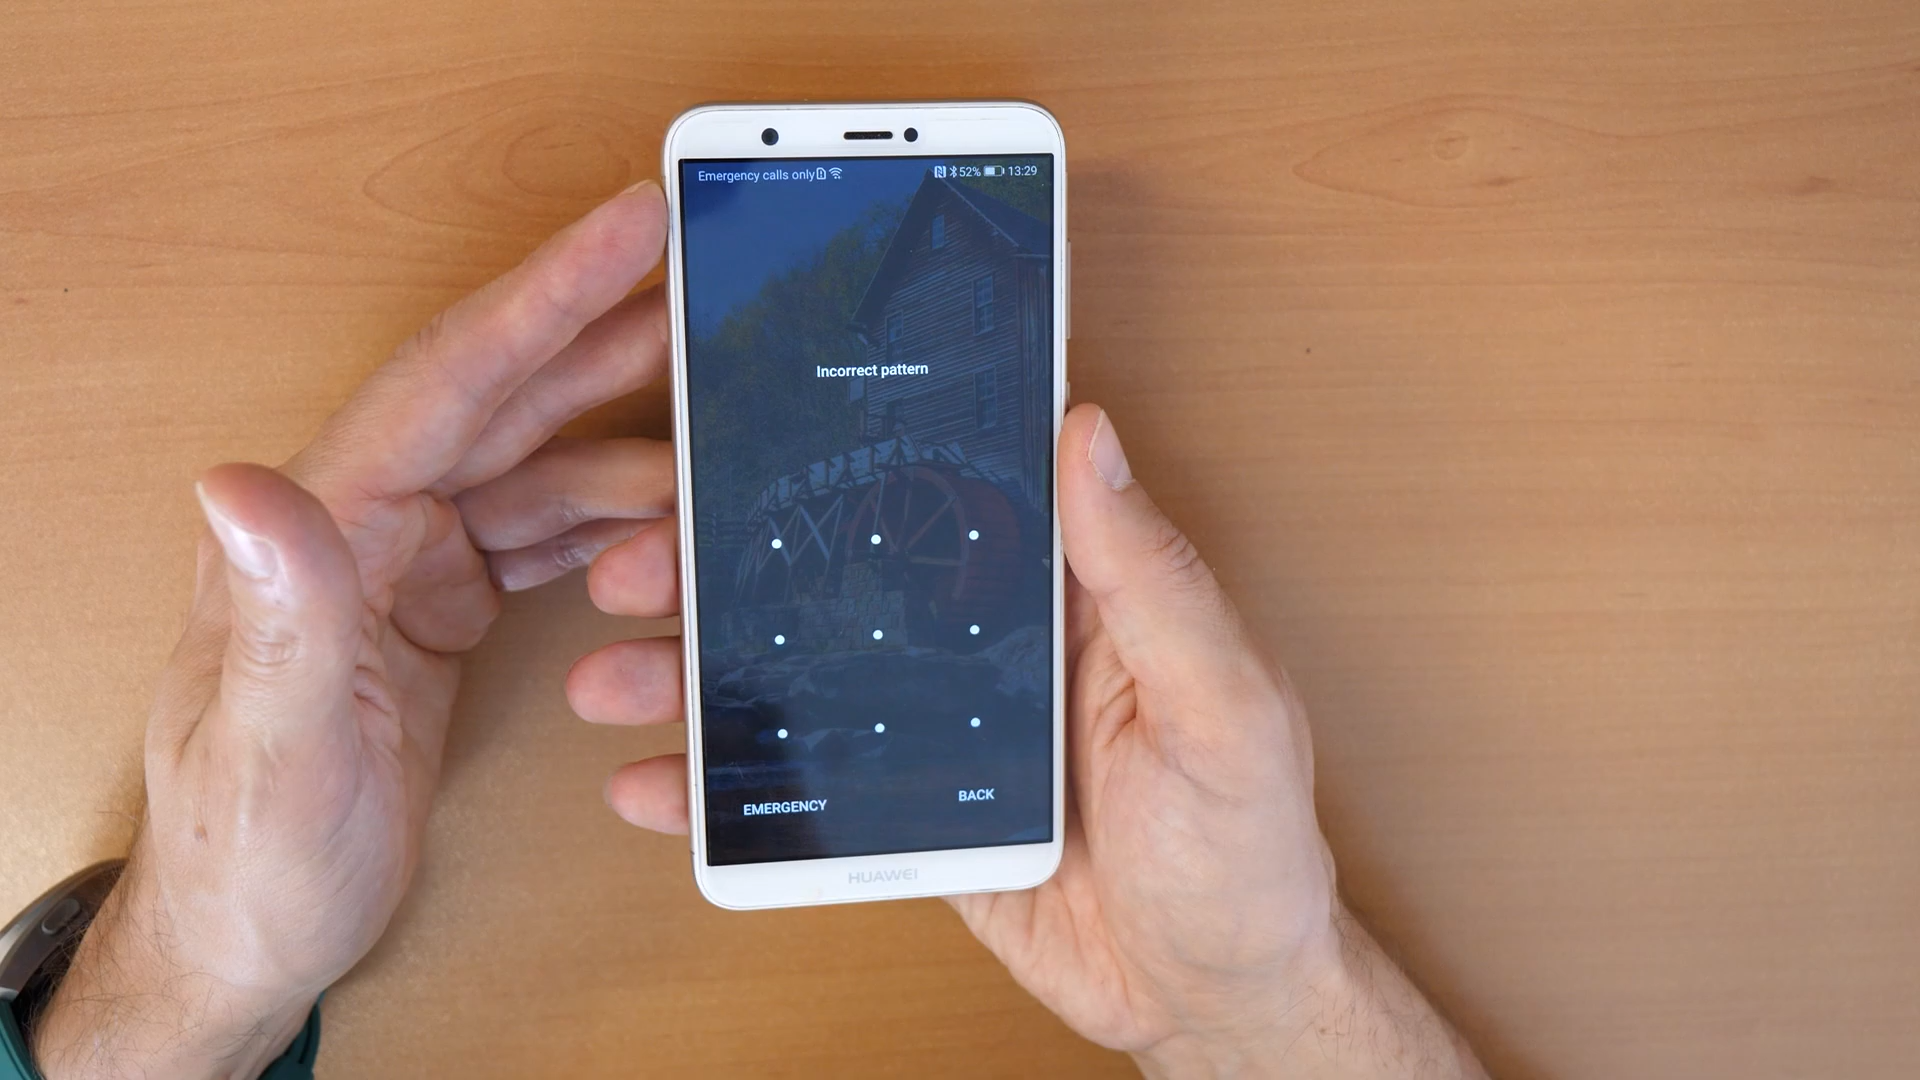 Emergency calls only
52% 13:29
Incorrect pattern
EMERGENCY
BACK
HUAWEI